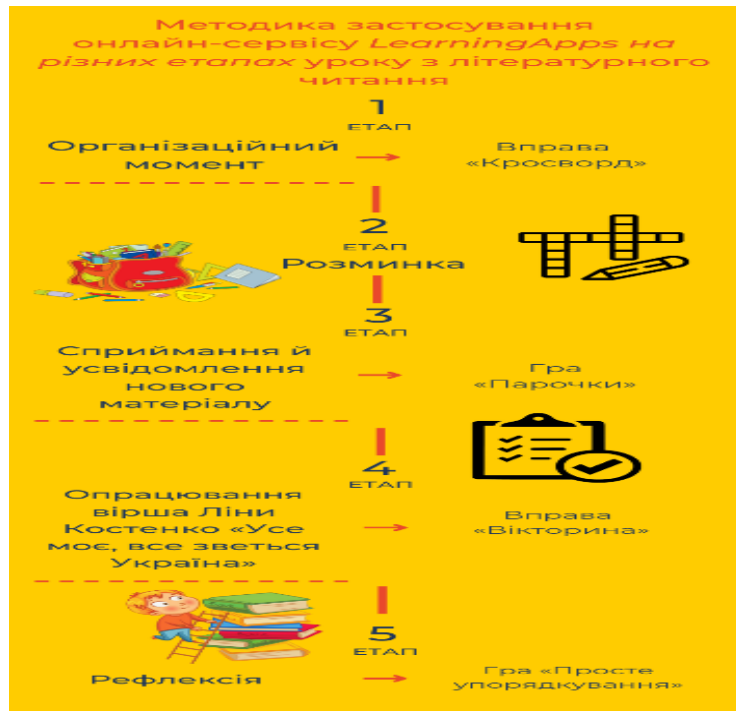 Методика застосування
онлайн-сервісу LearningApps на
різних етапах уроку з літературного
читання
1
ЕТАП
Організаційний
момент
→
Вправа
«Кросворд»
2
ЕТАП
Розминка
3
ЕТАП
Сприймання й
усвідомлення
нового
матеріалу
→
Гра
«Парочки»
4
ЕТАП
Опрацювання
вірша Ліни
Костенко «Усе
моє, все зветься
Україна»
→
Вправа
«Вікторина»
5
ЕТАП
Рефлексія
→
Гра «Просте
упорядкування»